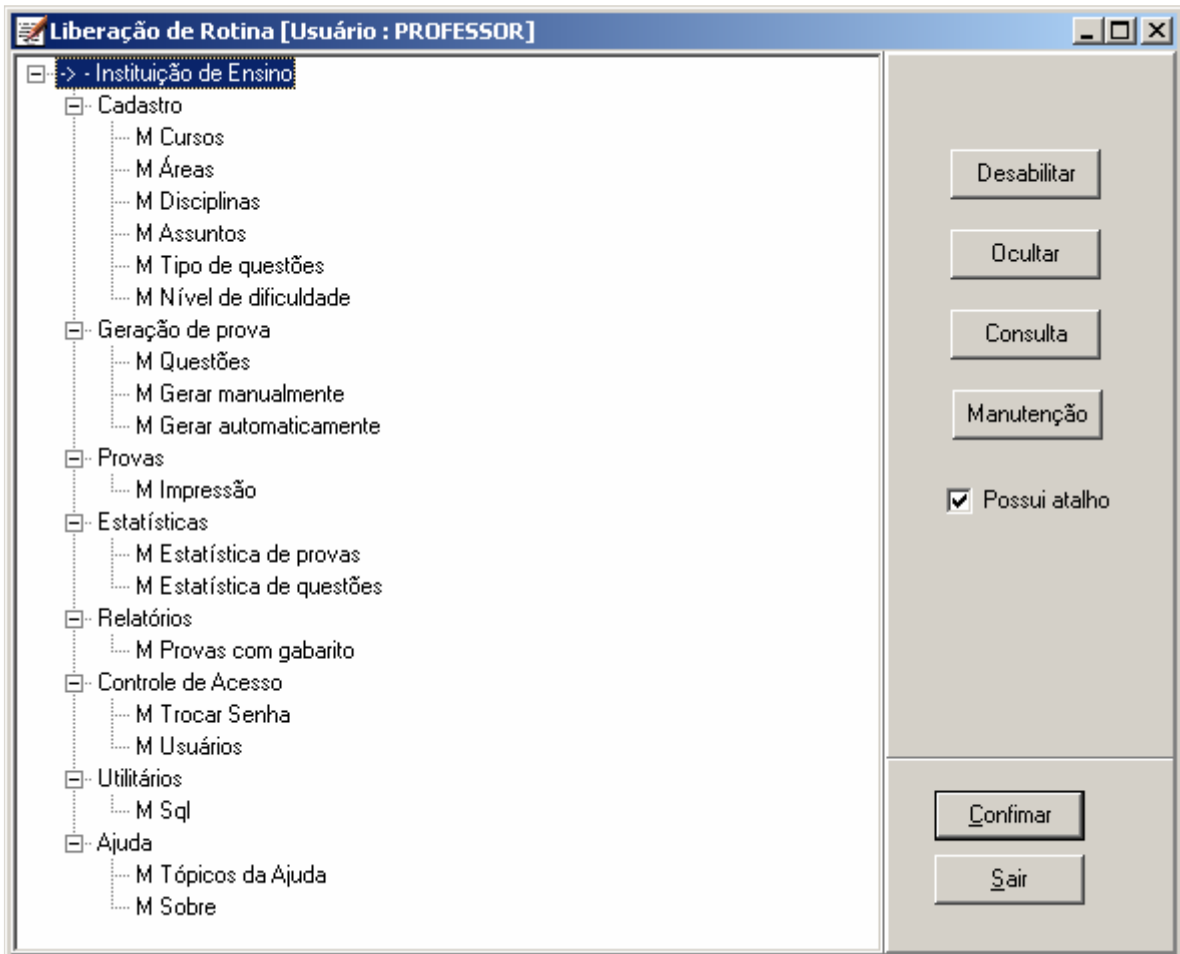 Liberação de Rotina [Usuário : PROFESSOR]
-> - Instituição de Ensino
Cadastro
M Cursos
M Áreas
M Disciplinas
M Assuntos
M Tipo de questões
M Nível de dificuldade
Geração de prova
M Questões
M Gerar manualmente
M Gerar automaticamente
Provas
M Impressão
Estatísticas
M Estatística de provas
M Estatística de questões
Relatórios
M Provas com gabarito
Controle de Acesso
M Trocar Senha
M Usuários
Utilitários
M Sql
Ajuda
M Tópicos da Ajuda
M Sobre
Desabilitar
Ocultar
Consulta
Manutenção
Possui atalho
Confimar
Sair